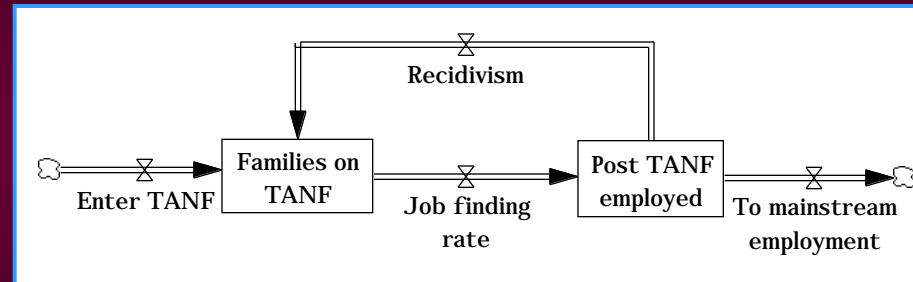 Recidivism
Enter TANF
Families on
TANF
Job finding
rate
Post TANF
employed
To mainstream
employment